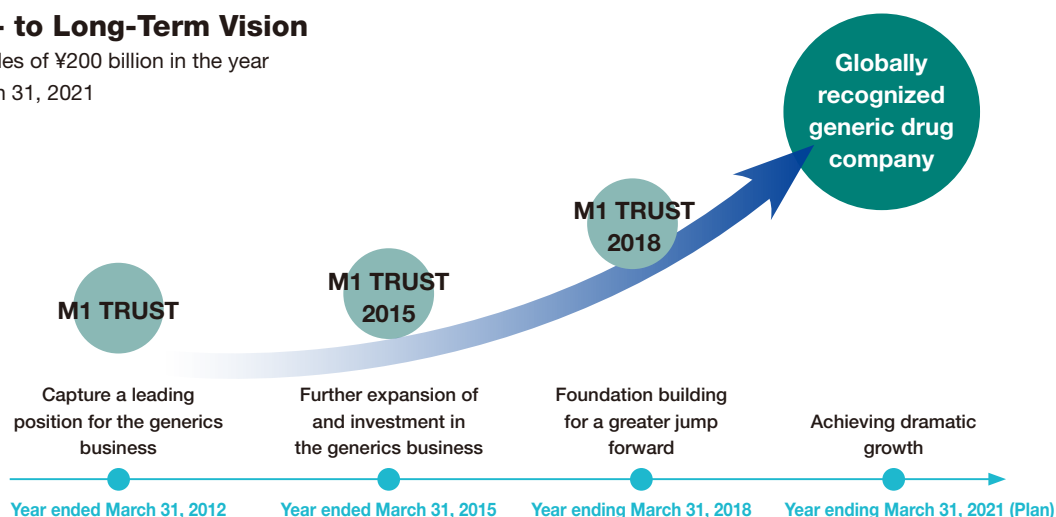 - to Long-Term Vision
les of ¥200 billion in the year
h 31, 2021
Globally
recognized
generic drug
company
M1 TRUST
2018
M1 TRUST
2015
M1 TRUST
Capture a leading
position for the generics
business
Further expansion of
and investment in
the generics business
Foundation building
for a greater jump
forward
Achieving dramatic
growth
Year ended March 31, 2012
Year ended March 31, 2015
Year ending March 31, 2018
Year ending March 31, 2021 (Plan)